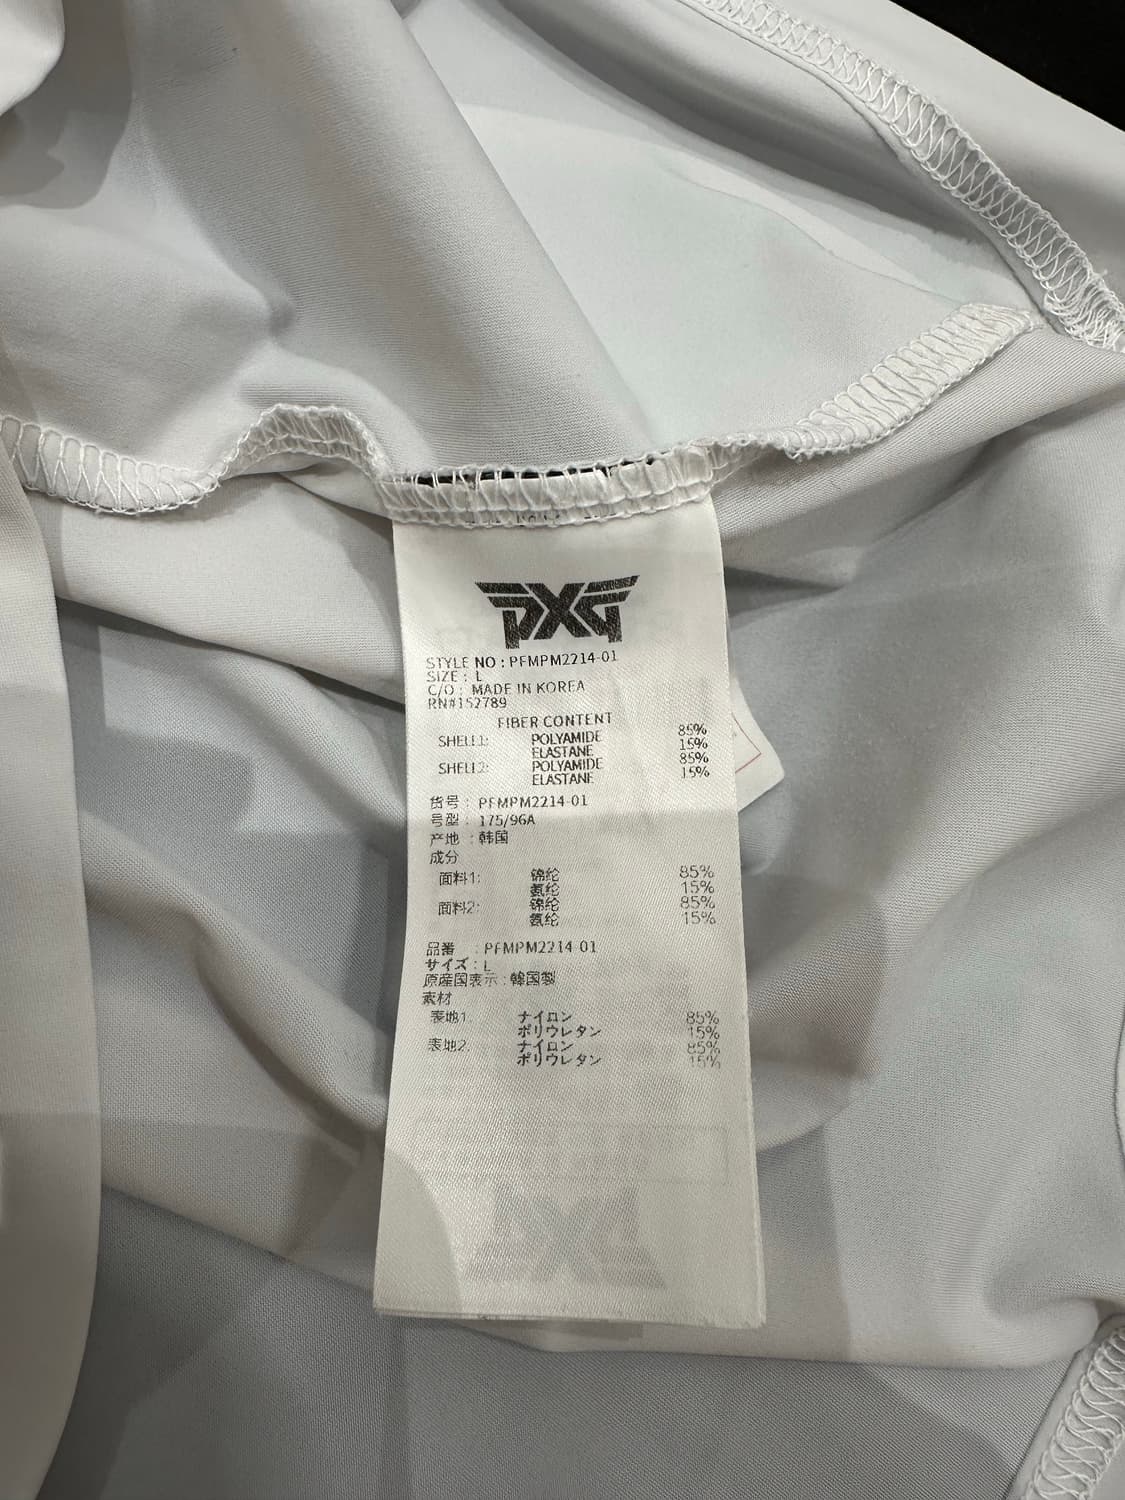 PXG
STYLE NO : PFMPM2214-01
SIZE : L
C/O : MADE IN KOREA
RN#152789
FIBER CONTENT
SHELL1: POLYAMIDE 85%
ELASTANE 15%
SHELL2: POLYAMIDE 85%
ELASTANE 15%
货号 : PFMPM2214-01
号型 : 175/96A
产地 : 韩国
成分
面料1: 锦纶 85%
氨纶 15%
面料2: 锦纶 85%
氨纶 15%
品番 : PFMPM2214-01
サイズ : L
原産国表示 : 韓国製
素材
表地1. ナイロン 85%
ポリウレタン 15%
表地2. ナイロン 85%
ポリウレタン 15%